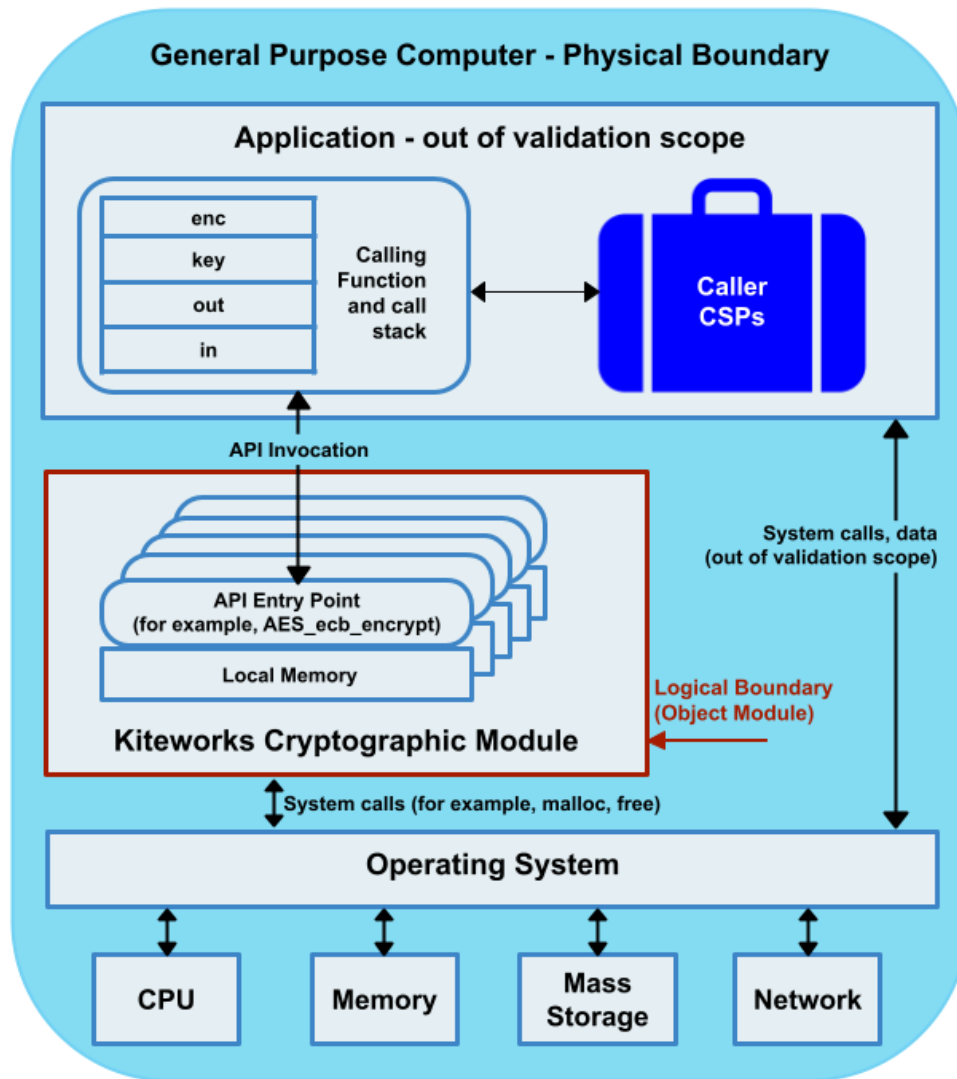 General Purpose Computer - Physical Boundary
Application - out of validation scope
enc
key
out
in
Calling
Function
and call
stack
Caller
CSPs
API Invocation
System calls, data
(out of validation scope)
API Entry Point
(for example, AES_ecb_encrypt)
Local Memory
Kiteworks Cryptographic Module
Logical Boundary
(Object Module)
System calls (for example, malloc, free)
Operating System
CPU
Memory
Mass
Storage
Network